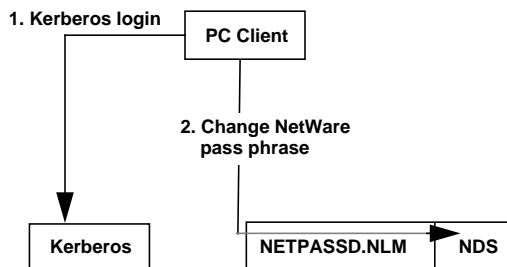 1. Kerberos login
PC Client
2. Change NetWare
pass phrase
Kerberos
NETPASSD.NLM
NDS